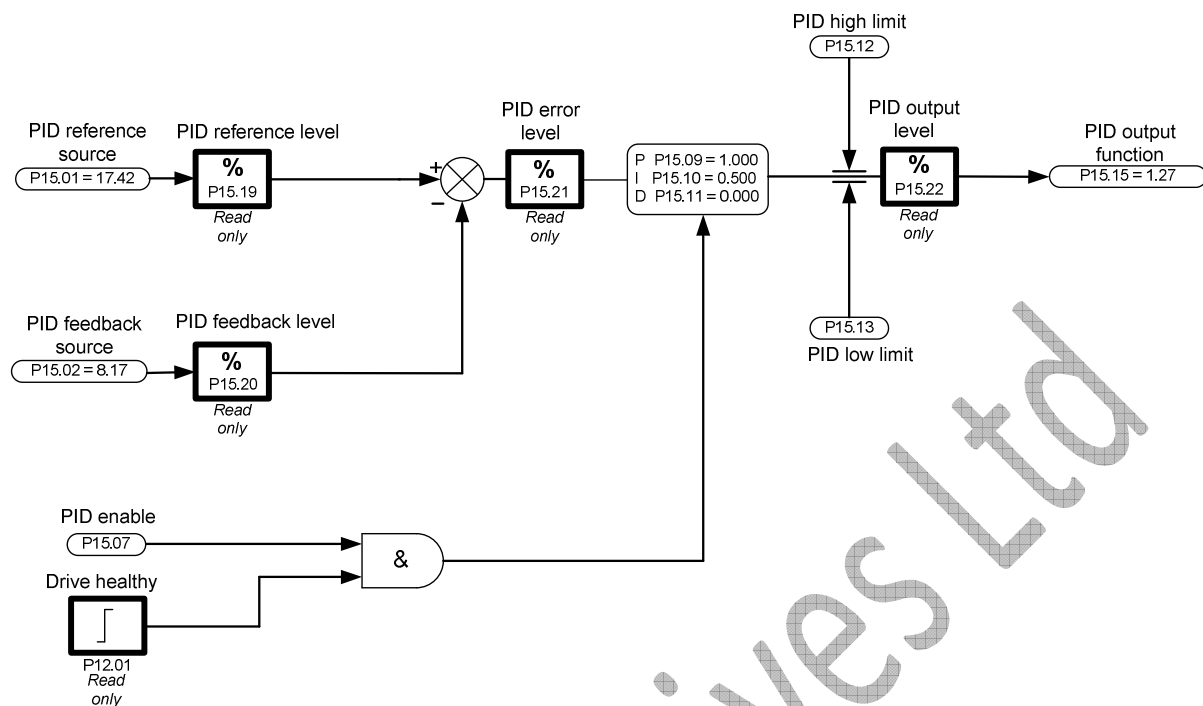 PID high limit
P15.12
PID reference
source
P15.01 = 17.42
PID reference level
%
P15.19
Read
only
+
−
PID error
level
%
P15.21
Read
only
P P15.09 = 1.000
I P15.10 = 0.500
D P15.11 = 0.000
PID output
level
%
P15.22
Read
only
PID output
function
P15.15 = 1.27
PID feedback
source
P15.02 = 8.17
PID feedback level
%
P15.20
Read
only
P15.13
PID low limit
PID enable
P15.07
&
Drive healthy
P12.01
Read
only
ives Ltd